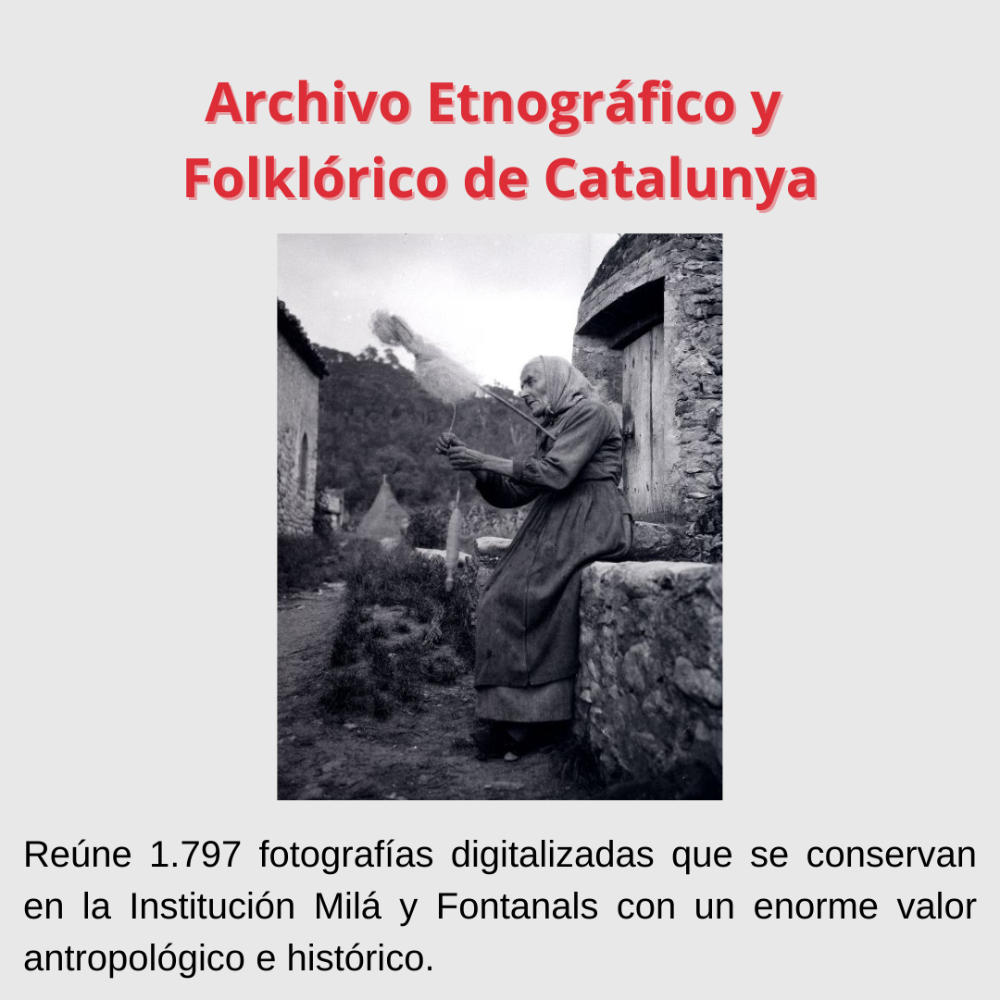 Archivo Etnográfico y
Folklórico de Catalunya
Reúne 1.797 fotografías digitalizadas que se conservan
en la Institución Milá y Fontanals con un enorme valor
antropológico e histórico.